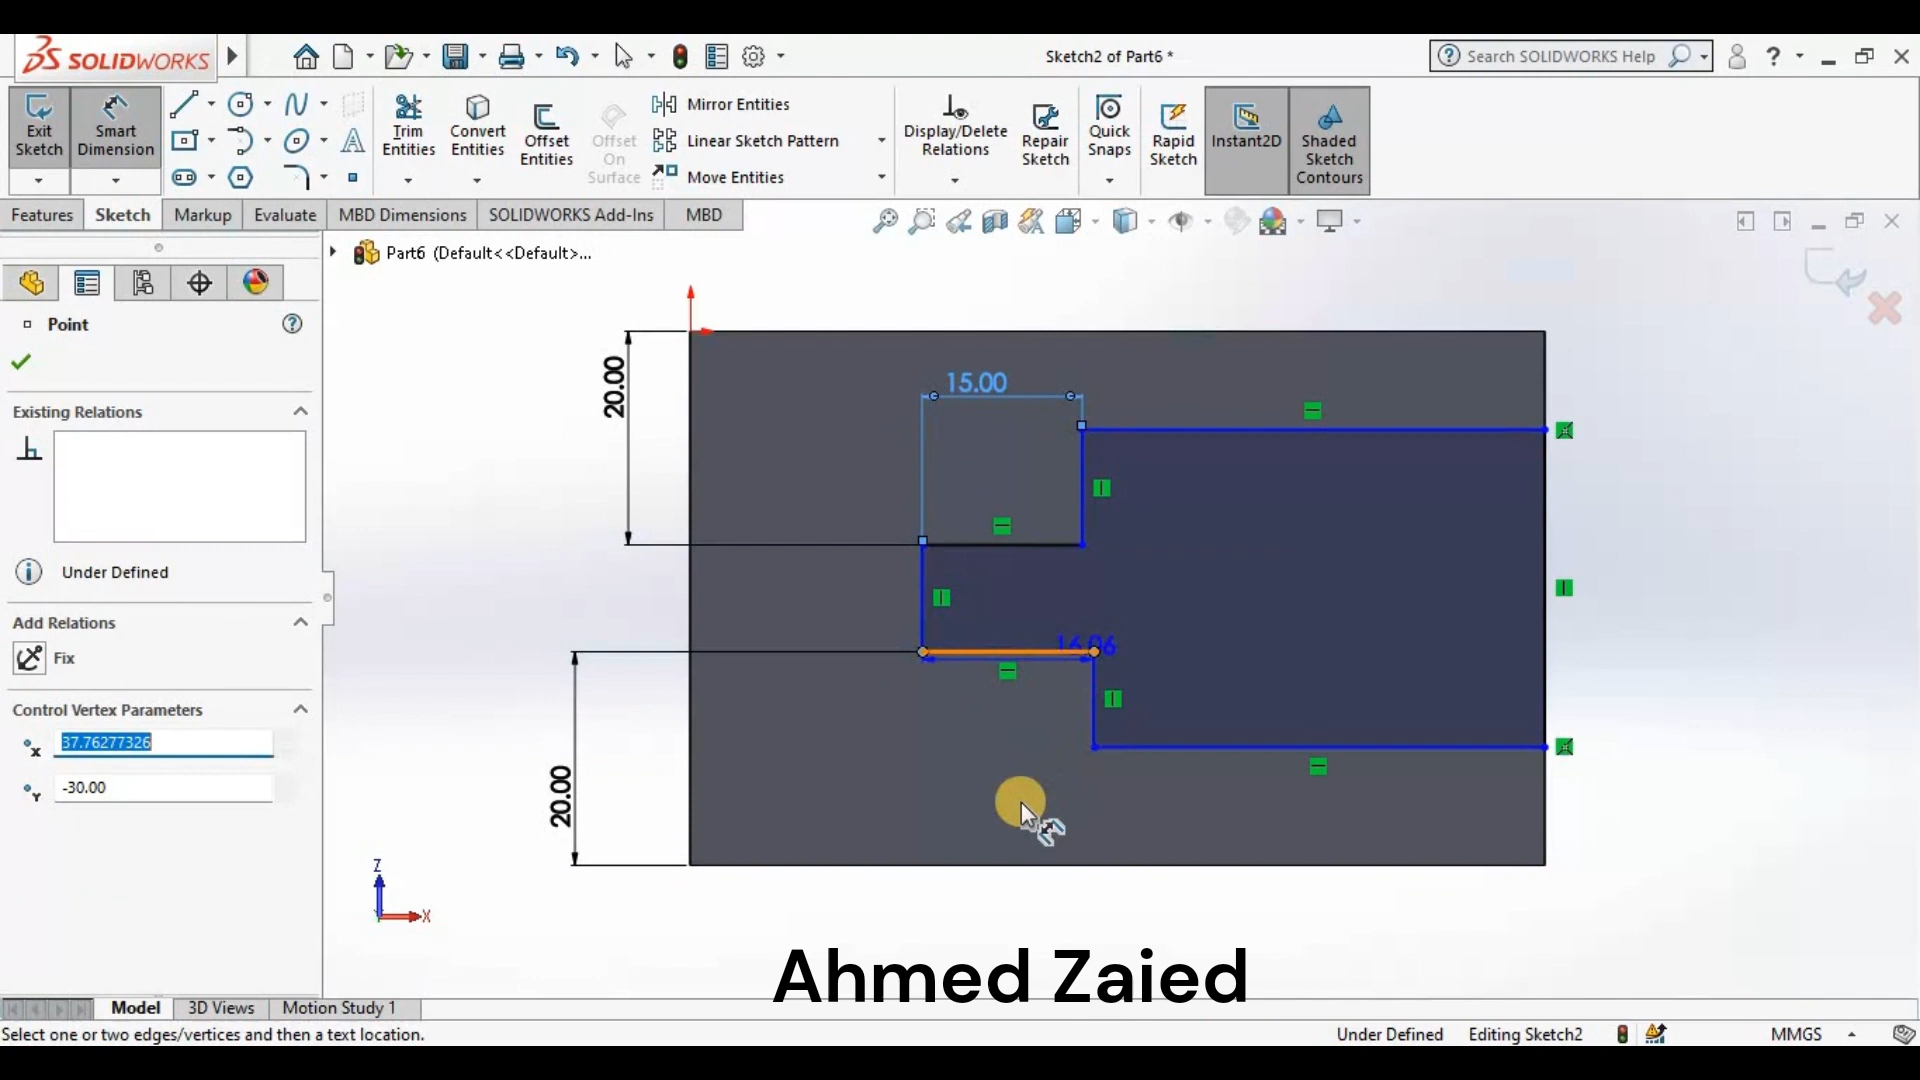 SOLIDWORKS
Sketch2 of Part6 *
Search SOLIDWORKS Help
Exit Sketch
Smart Dimension
Trim Entities
Convert Entities
Offset Entities
Offset On Surface
Mirror Entities
Linear Sketch Pattern
Move Entities
Display/Delete Relations
Repair Sketch
Quick Snaps
Rapid Sketch
Instant2D
Shaded Sketch Contours
Features
Sketch
Markup
Evaluate
MBD Dimensions
SOLIDWORKS Add-Ins
MBD
Part6 (Default<<Default>...
Point
Existing Relations
Under Defined
Add Relations
Fix
Control Vertex Parameters
X
37.76277326
Y
-30.00
20.00
15.00
16.06
20.00
Z
X
Ahmed Zaied
Model
3D Views
Motion Study 1
Select one or two edges/vertices and then a text location.
Under Defined
Editing Sketch2
MMGS